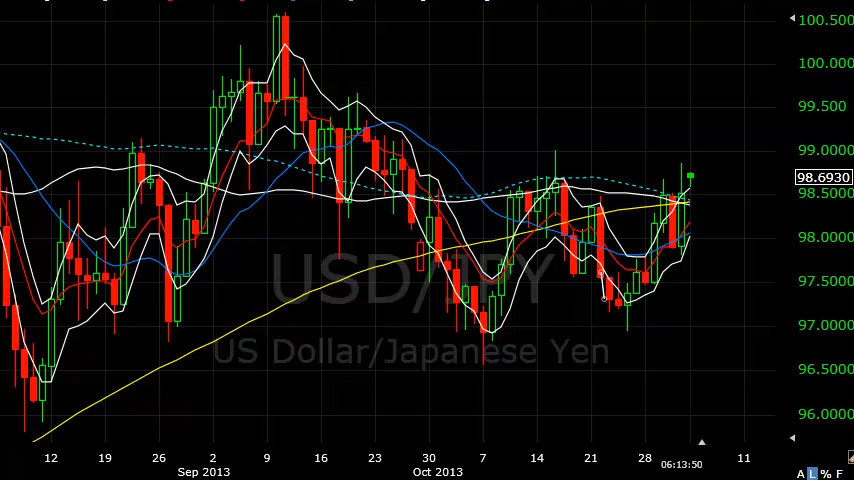 100.500
100.000
99.500
99.0000
98.6930
98.5000
98.0000
97.5000
97.0000
96.5000
96.0000
USD/JPY
US Dollar/Japanese Yen
12 19 26 2 9 16 23 30 7 14 21 28 11
Sep 2013 Oct 2013
06:13:50
A L % F